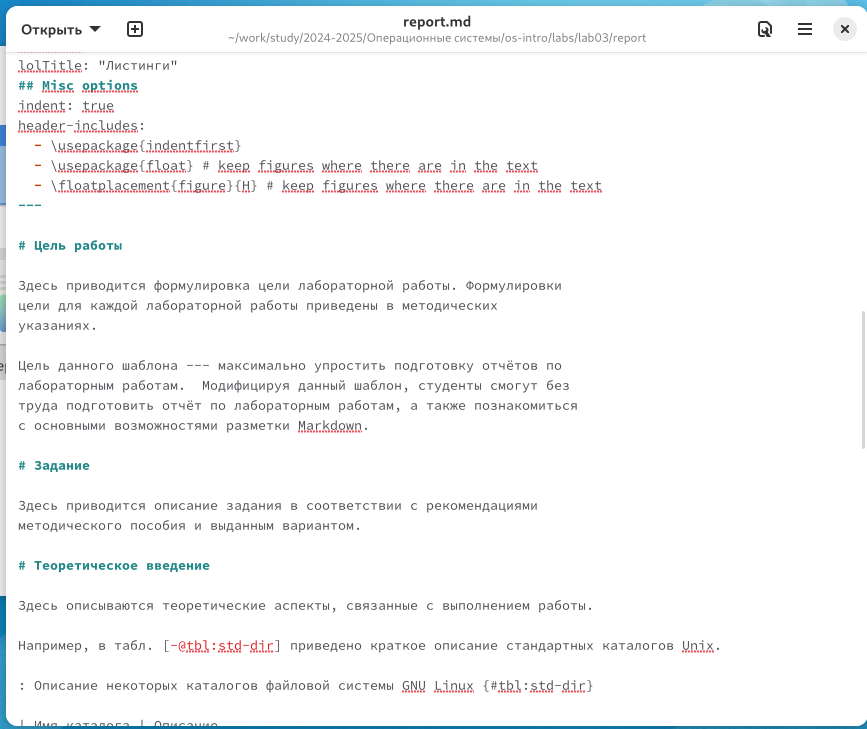 Открыть
report.md
~/work/study/2024-2025/Операционные системы/os-intro/labs/lab03/report
lolTitle: "Листинги"
## Misc options
indent: true
header-includes:
  - \usepackage{indentfirst}
  - \usepackage{float} # keep figures where there are in the text
  - \floatplacement{figure}{H} # keep figures where there are in the text
---
# Цель работы
Здесь приводится формулировка цели лабораторной работы. Формулировки
цели для каждой лабораторной работы приведены в методических
указаниях.
Цель данного шаблона --- максимально упростить подготовку отчётов по
лабораторным работам.  Модифицируя данный шаблон, студенты смогут без
труда подготовить отчёт по лабораторным работам, а также познакомиться
с основными возможностями разметки Markdown.
# Задание
Здесь приводится описание задания в соответствии с рекомендациями
методического пособия и выданным вариантом.
# Теоретическое введение
Здесь описываются теоретические аспекты, связанные с выполнением работы.
Например, в табл. [-@tbl:std-dir] приведено краткое описание стандартных каталогов Unix.
: Описание некоторых каталогов файловой системы GNU Linux {#tbl:std-dir}
| Имя каталога | Описание